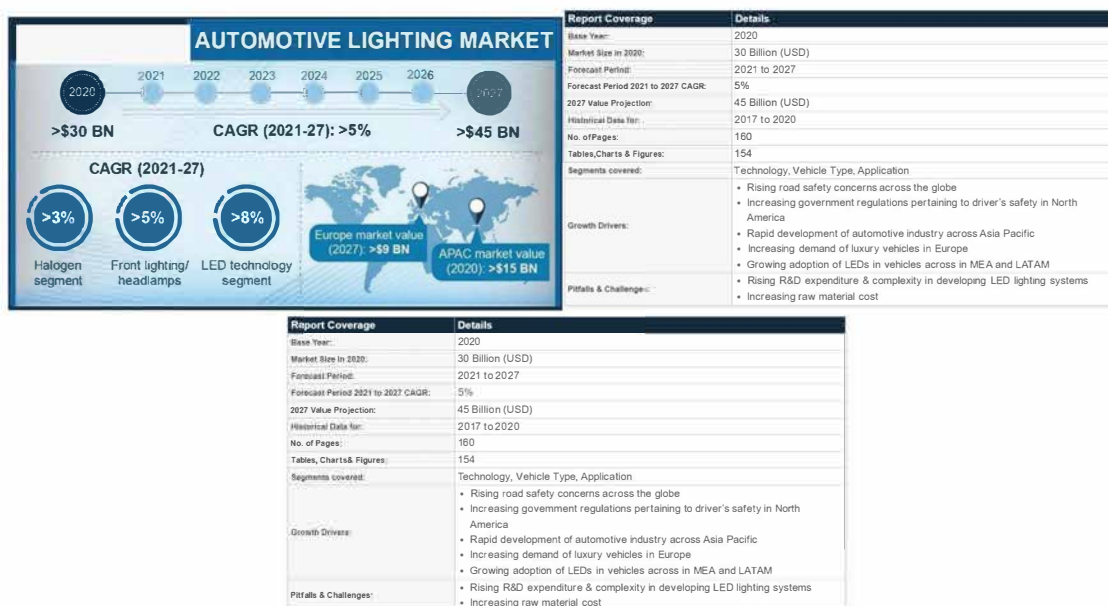 AUTOMOTIVE LIGHTING MARKET
2020 2021 2022 2023 2024 2025 2026 2027
>$30 BN CAGR (2021-27): >5% >$45 BN
CAGR (2021-27)
>3% >5% >8%
Halogen segment
Front lighting/ headlamps
LED technology segment
Europe market value
(2027): >$9 BN
APAC market value
(2020): >$15 BN
Report Coverage Details
Base Year: 2020
Market Size in 2020: 30 Billion (USD)
Forecast Period: 2021 to 2027
Forecast Period 2021 to 2027 CAGR: 5%
2027 Value Projection: 45 Billion (USD)
Historical Data for: 2017 to 2020
No. ofPages: 160
Tables,Charts & Figures: 154
Segments covered: Technology, Vehicle Type, Application
Growth Drivers:
• Rising road safety concerns across the globe
• Increasing government regulations pertaining to driver's safety in North
America
• Rapid development of automotive industry across Asia Pacific
• Increasing demand of luxury vehicles in Europe
• Growing adoption of LEDs in vehicles across in MEA and LATAM
Pitfalls & Challenges:
• Rising R&D expenditure & complexity in developing LED lighting systems
• Increasing raw material cost
Report Coverage Details
Base Year: 2020
Market Size in 2020: 30 Billion (USD)
Forecast Period: 2021 to 2027
Forecast Period 2021 to 2027 CAGR: 5%
2027 Value Projection: 45 Billion (USD)
Historical Data for: 2017 to 2020
No. of Pages: 160
Tables, Charts& Figures: 154
Segments covered: Technology, Vehicle Type, Application
Growth Drivers:
• Rising road safety concerns across the globe
• Increasing government regulations pertaining to driver's safety in North
America
• Rapid development of automotive industry across Asia Pacific
• Increasing demand of luxury vehicles in Europe
• Growing adoption of LEDs in vehicles across in MEA and LATAM
Pitfalls & Challenges:
• Rising R&D expenditure & complexity in developing LED lighting systems
• Increasing raw material cost